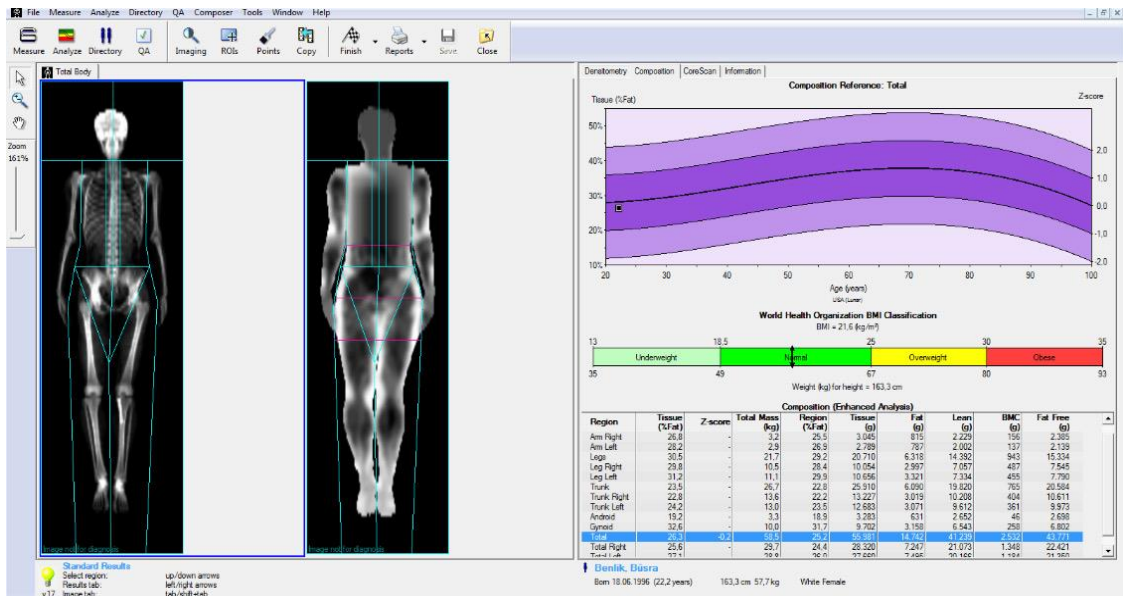 File Measure Analyze Directory QA Composer Tools Window Help
Measure Analyze Directory QA Imaging ROIs Points Copy Finish Reports Save Close
Total Body
Zoom
161%
Image not for diagnosis
Image not for diagnosis
Densitometry Composition CoreScan Information
Composition Reference: Total
Tissue (%Fat) Z-score
50%
40%
30%
20%
10%
2.0
1.0
0.0
-1.0
-2.0
20 30 40 50 60 70 80 90 100
Age (years)
USA (Lunar)
World Health Organization BMI Classification
BMI = 21,6 (kg/m²)
13 18.5 25 30 35
Underweight Normal Overweight Obese
35 49 67 80 93
Weight (kg) for height = 163,3 cm
Composition (Enhanced Analysis)
Region Tissue (%Fat) Z-score Total Mass (kg) Region (%Fat) Tissue (g) Fat (g) Lean (g) BMC (g) Fat Free (g)
Arm Right 26,8 - 3,2 25,5 3.045 815 2.229 156 2.385
Arm Left 28,2 - 2,9 26,9 2.789 787 2.002 137 2.139
Legs 30,5 - 21,7 29,2 20.710 6.318 14.392 943 15.334
Leg Right 29,8 - 10,5 28,4 10.054 2.997 7.057 487 7.545
Leg Left 31,2 - 11,1 29,9 10.656 3.321 7.334 455 7.790
Trunk 23,5 - 26,7 22,8 25.910 6.090 19.820 765 20.584
Trunk Right 22,8 - 13,6 22,2 13.227 3.019 10.208 404 10.611
Trunk Left 24,2 - 13,0 23,5 12.683 3.071 9.612 361 9.973
Android 19,2 - 3,3 18,9 3.283 631 2.652 46 2.698
Gynoid 32,6 - 10,0 31,7 9.702 3.158 6.543 258 6.802
Total 26,3 -0,2 58,5 25,2 55.981 14.742 41.239 2.532 43.771
Total Right 25,6 - 29,7 24,4 28.320 7.247 21.073 1.348 22.421
Total Left
Standard Results
Select region: up/down arrows
Results tab: left/right arrows
v.17 Image tab: tab/shift+tab
Benlik, Büsra
Born 18.06.1996 (22,2 years) 163,3 cm 57,7 kg White Female